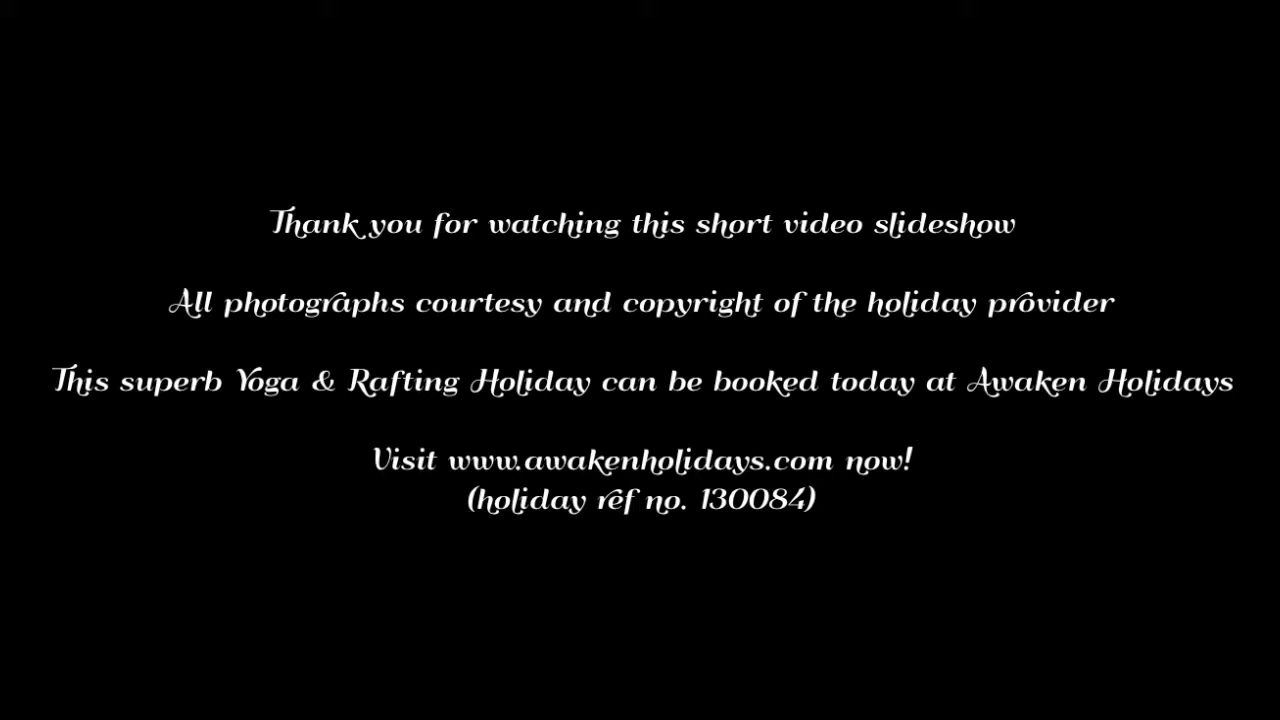 Thank you for watching this short video slideshow
All photographs courtesy and copyright of the holiday provider
This superb Yoga & Rafting Holiday can be booked today at Awaken Holidays
Visit www.awakenholidays.com now!
(holiday ref no. 130084)